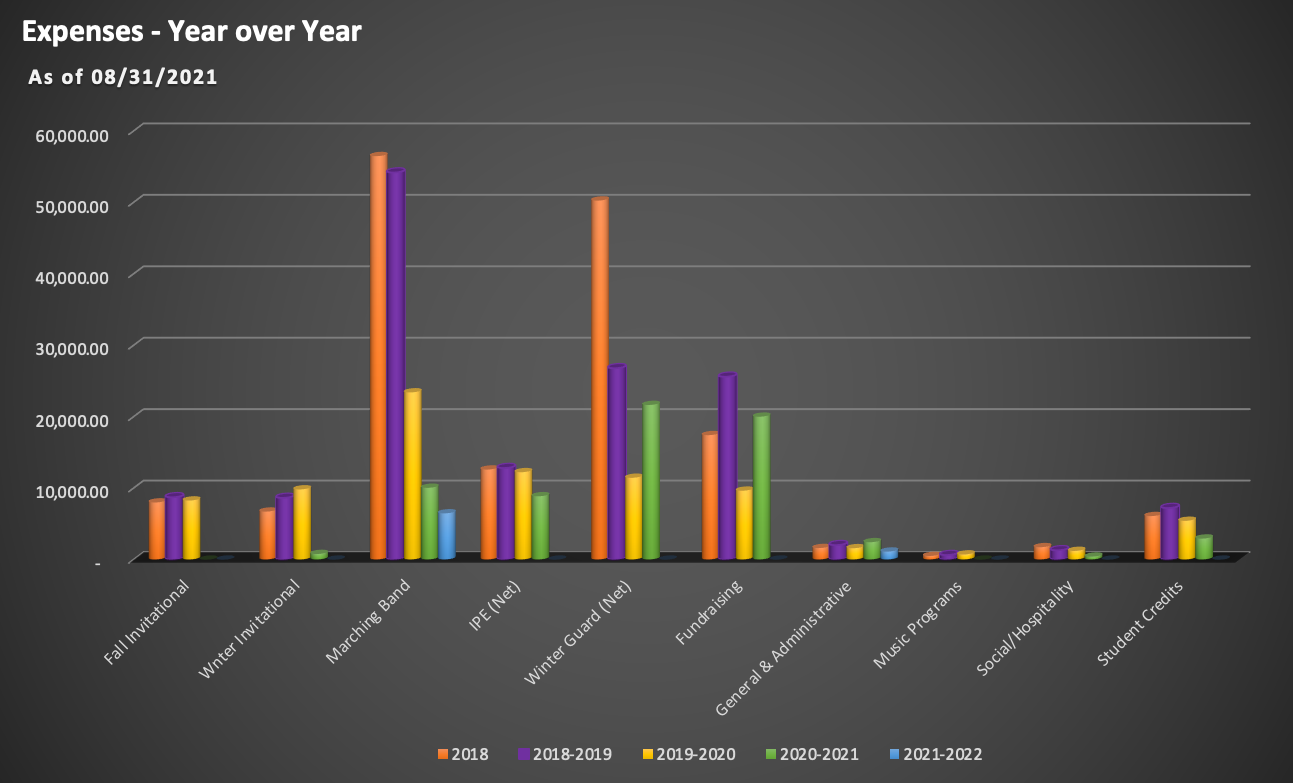 Expenses - Year over Year
As of 08/31/2021
60,000.00
50,000.00
40,000.00
30,000.00
20,000.00
10,000.00
-
Fall Invitational
Wnter Invitational
Marching Band
IPE (Net)
Winter Guard (Net)
Fundraising
General & Administrative
Music Programs
Social/Hospitality
Student Credits
2018 2018-2019 2019-2020 2020-2021 2021-2022